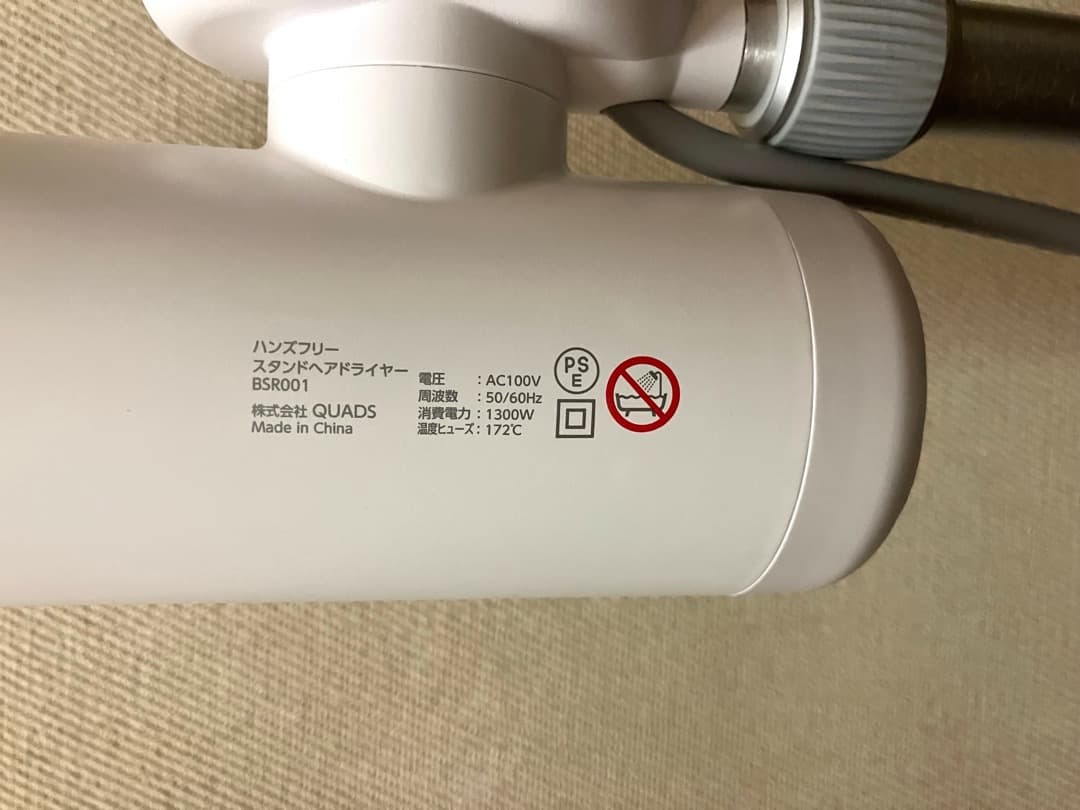 ハンズフリー
スタンドヘアドライヤー
BSR001
株式会社 QUADS
Made in China
電圧 : AC100V
周波数 : 50/60Hz
消費電力 : 1300W
温度ヒューズ : 172℃
PS
E